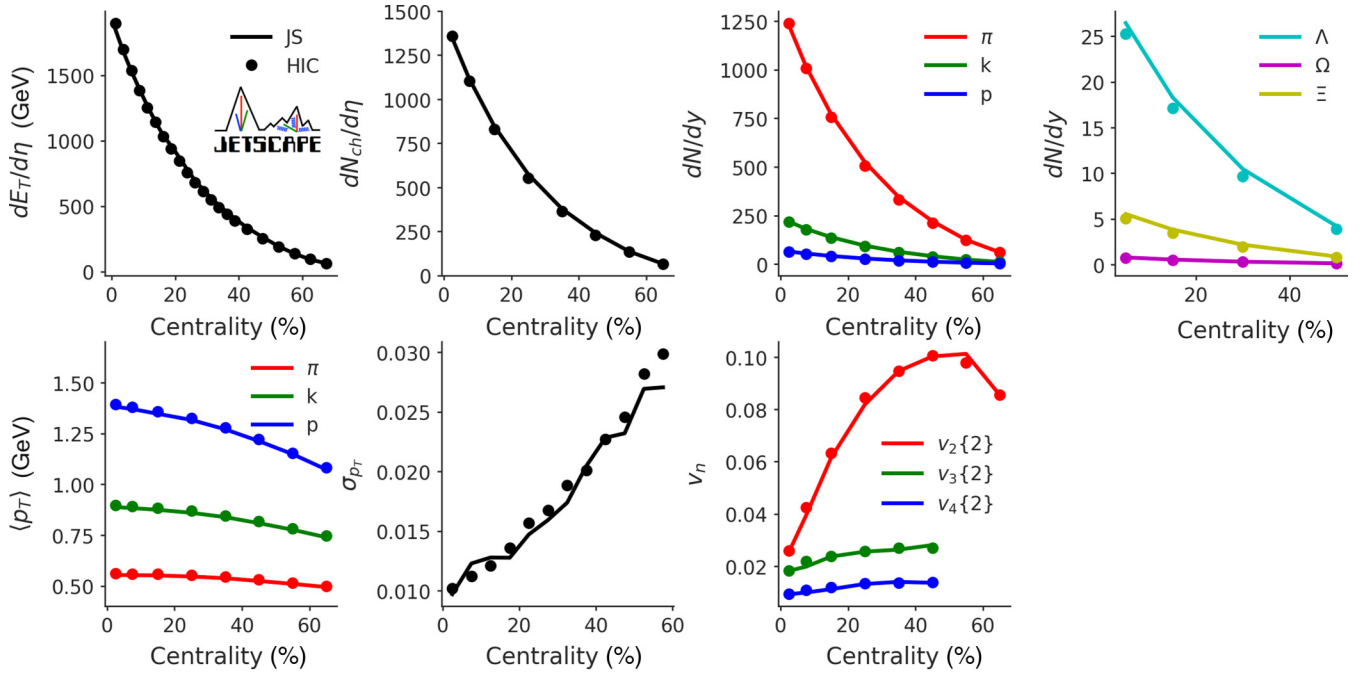 dE_T/dη (GeV)
1500
1000
500
0
0 20 40 60
Centrality (%)
JS
HIC
JETSCAPE
dN_{ch}/dη
1500
1250
1000
750
500
250
0
0 20 40 60
Centrality (%)
dN/dy
1250
1000
750
500
250
0
0 20 40 60
Centrality (%)
π
k
p
dN/dy
25
20
15
10
5
0
20 40
Centrality (%)
Λ
Ω
Ξ
⟨p_T⟩ (GeV)
1.50
1.25
1.00
0.75
0.50
0 20 40 60
Centrality (%)
π
k
p
σ_{p_T}
0.030
0.025
0.020
0.015
0.010
0 20 40 60
Centrality (%)
v_n
0.10
0.08
0.06
0.04
0.02
0 20 40 60
Centrality (%)
v_2{2}
v_3{2}
v_4{2}